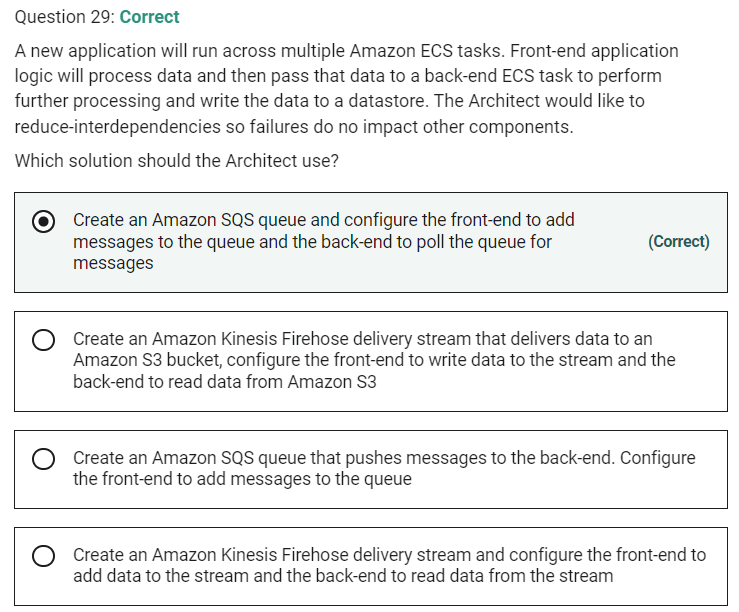 Question 29: Correct
A new application will run across multiple Amazon ECS tasks. Front-end application
logic will process data and then pass that data to a back-end ECS task to perform
further processing and write the data to a datastore. The Architect would like to
reduce-interdependencies so failures do no impact other components.
Which solution should the Architect use?
Create an Amazon SQS queue and configure the front-end to add
messages to the queue and the back-end to poll the queue for
messages
(Correct)
Create an Amazon Kinesis Firehose delivery stream that delivers data to an
Amazon S3 bucket, configure the front-end to write data to the stream and the
back-end to read data from Amazon S3
Create an Amazon SQS queue that pushes messages to the back-end. Configure
the front-end to add messages to the queue
Create an Amazon Kinesis Firehose delivery stream and configure the front-end to
add data to the stream and the back-end to read data from the stream